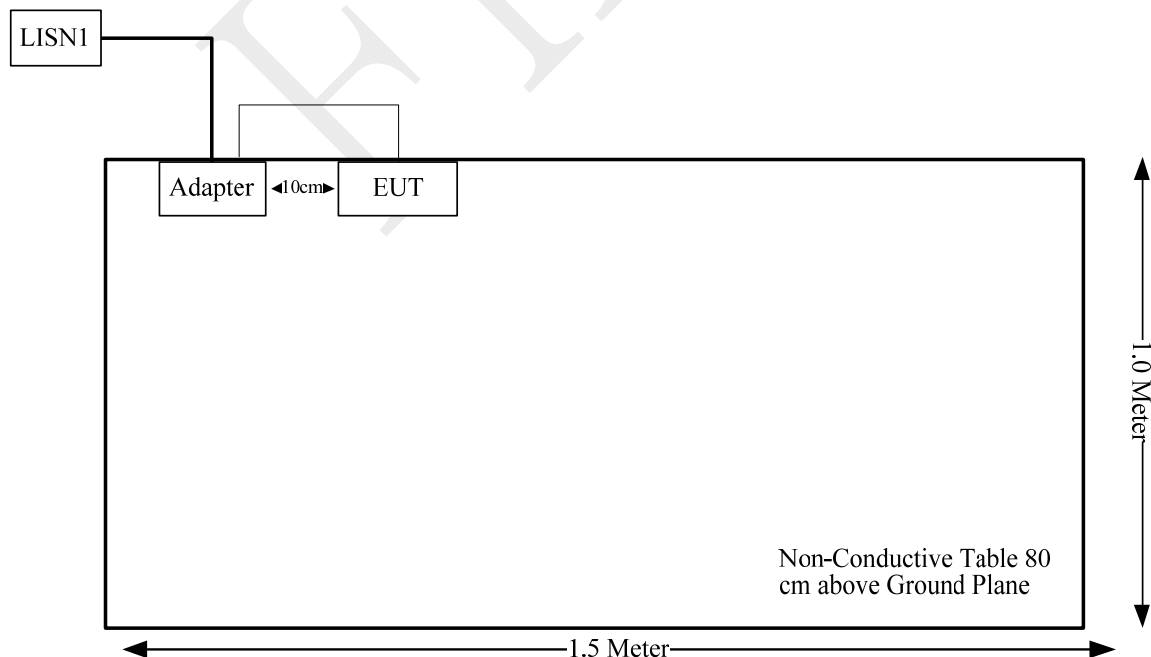 LISN1
Adapter
10cm
EUT
1.0 Meter
Non-Conductive Table 80
cm above Ground Plane
1.5 Meter